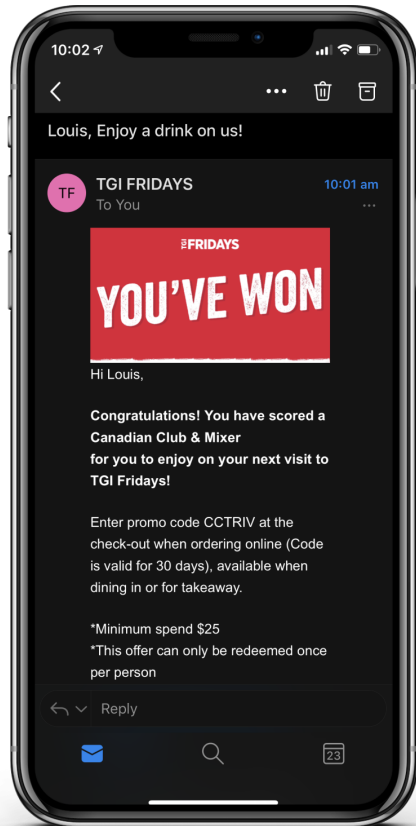 10:02
Louis, Enjoy a drink on us!
TF
TGI FRIDAYS
10:01 am
To You
TGI FRIDAYS
YOU'VE WON
Hi Louis,
Congratulations! You have scored a
Canadian Club & Mixer
for you to enjoy on your next visit to
TGI Fridays!
Enter promo code CCTRIV at the
check-out when ordering online (Code
is valid for 30 days), available when
dining in or for takeaway.
*Minimum spend $25
*This offer can only be redeemed once
per person
Reply
23